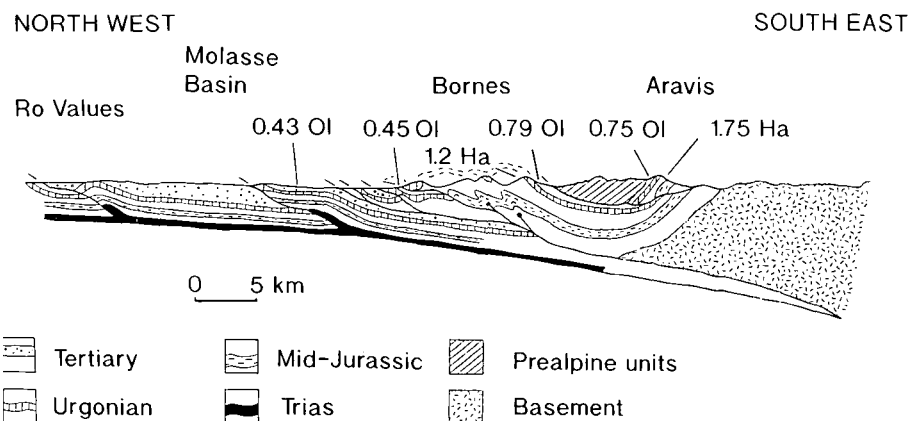 NORTH WEST SOUTH EAST
Molasse
Basin Bornes Aravis
Ro Values
0.43 Ol 0.45 Ol 0.79 Ol 0.75 Ol 1.75 Ha
1.2 Ha
0 5 km
Tertiary Mid-Jurassic Prealpine units
Urgonian Trias Basement